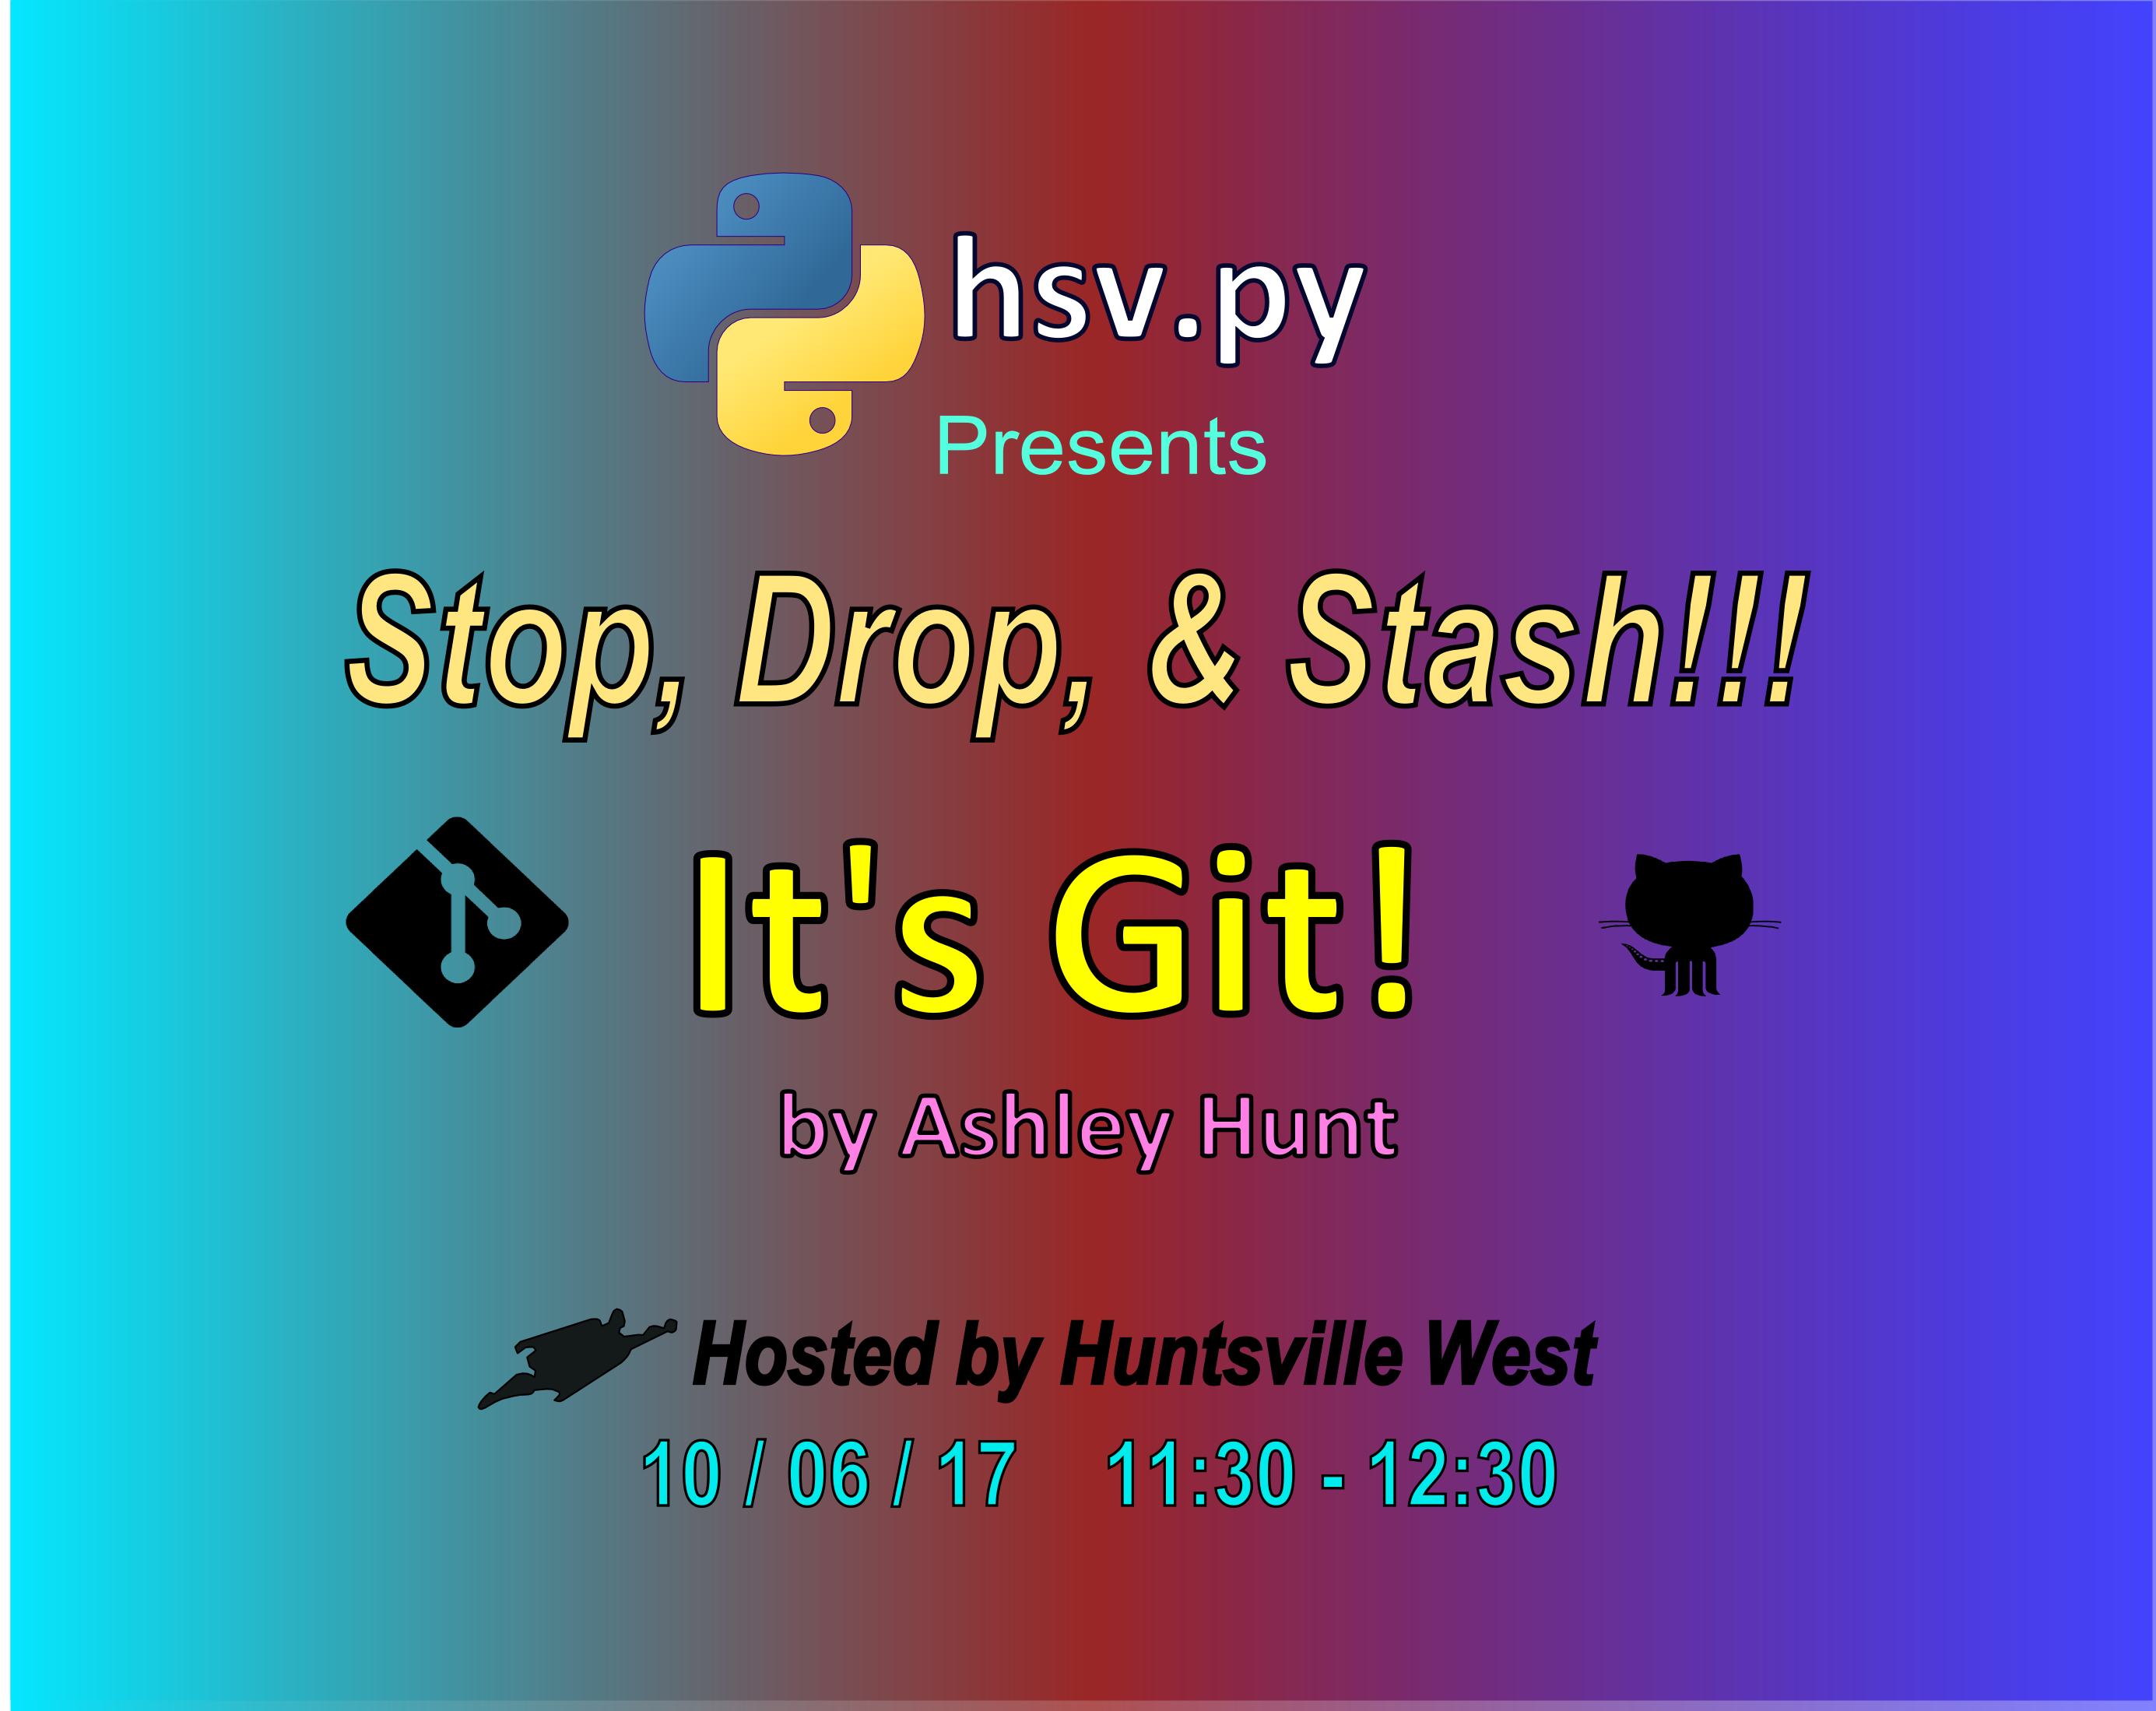 hsv.py
Presents
Stop, Drop, & Stash!!!
It's Git!
by Ashley Hunt
Hosted by Huntsville West
10 / 06 / 17 11:30 - 12:30